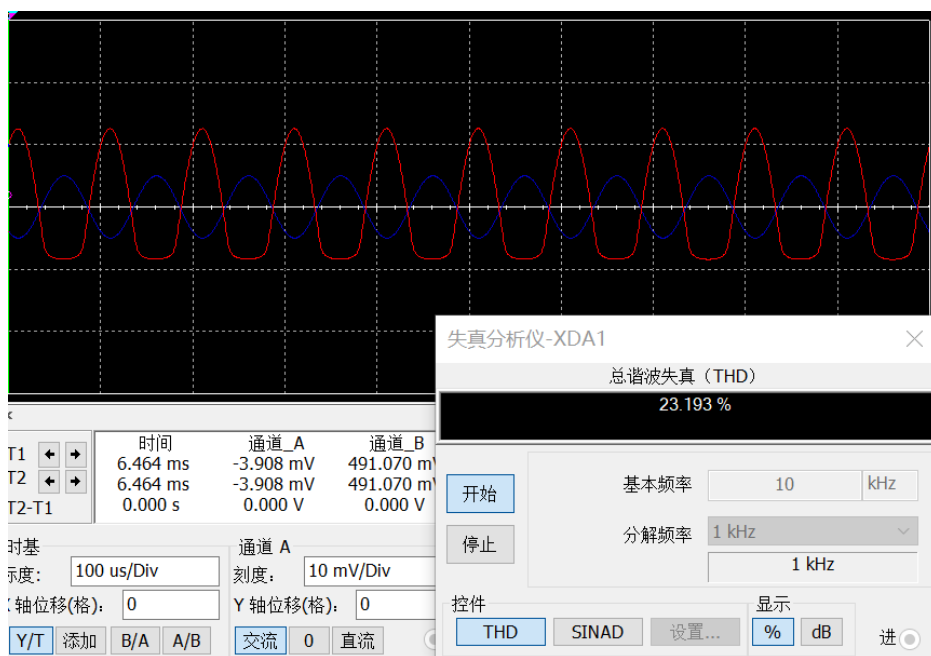 失真分析仪-XDA1
总谐波失真（THD）
23.193 %
时间 通道_A 通道_B
T1 6.464 ms -3.908 mV 491.070 m
T2 6.464 ms -3.908 mV 491.070 m
T2-T1 0.000 s 0.000 V 0.000 V
开始
停止
基本频率 10 kHz
分解频率 1 kHz
1 kHz
时基
100 us/Div
轴位移(格): 0
Y/T 添加 B/A A/B
通道 A
刻度: 10 mV/Div
Y 轴位移(格): 0
交流 0 直流
控件
THD SINAD 设置...
显示
% dB
进